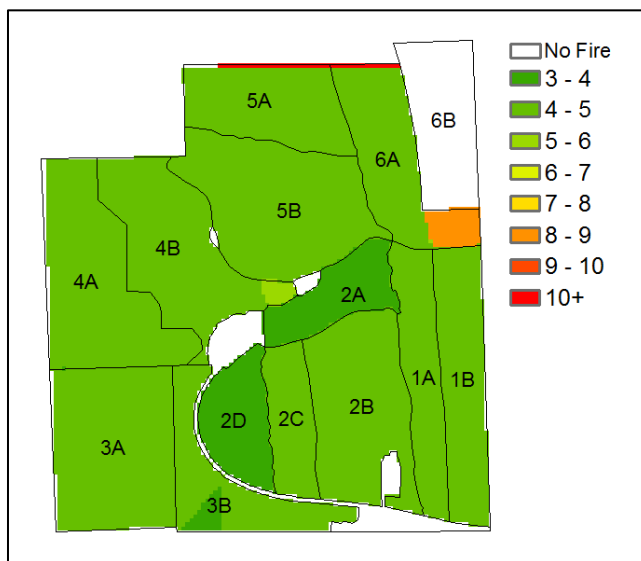 No Fire
3 - 4
4 - 5
5 - 6
6 - 7
7 - 8
8 - 9
9 - 10
10+
5A
6B
6A
5B
4B
4A
2A
1A
1B
3A
2D
2C
2B
3B